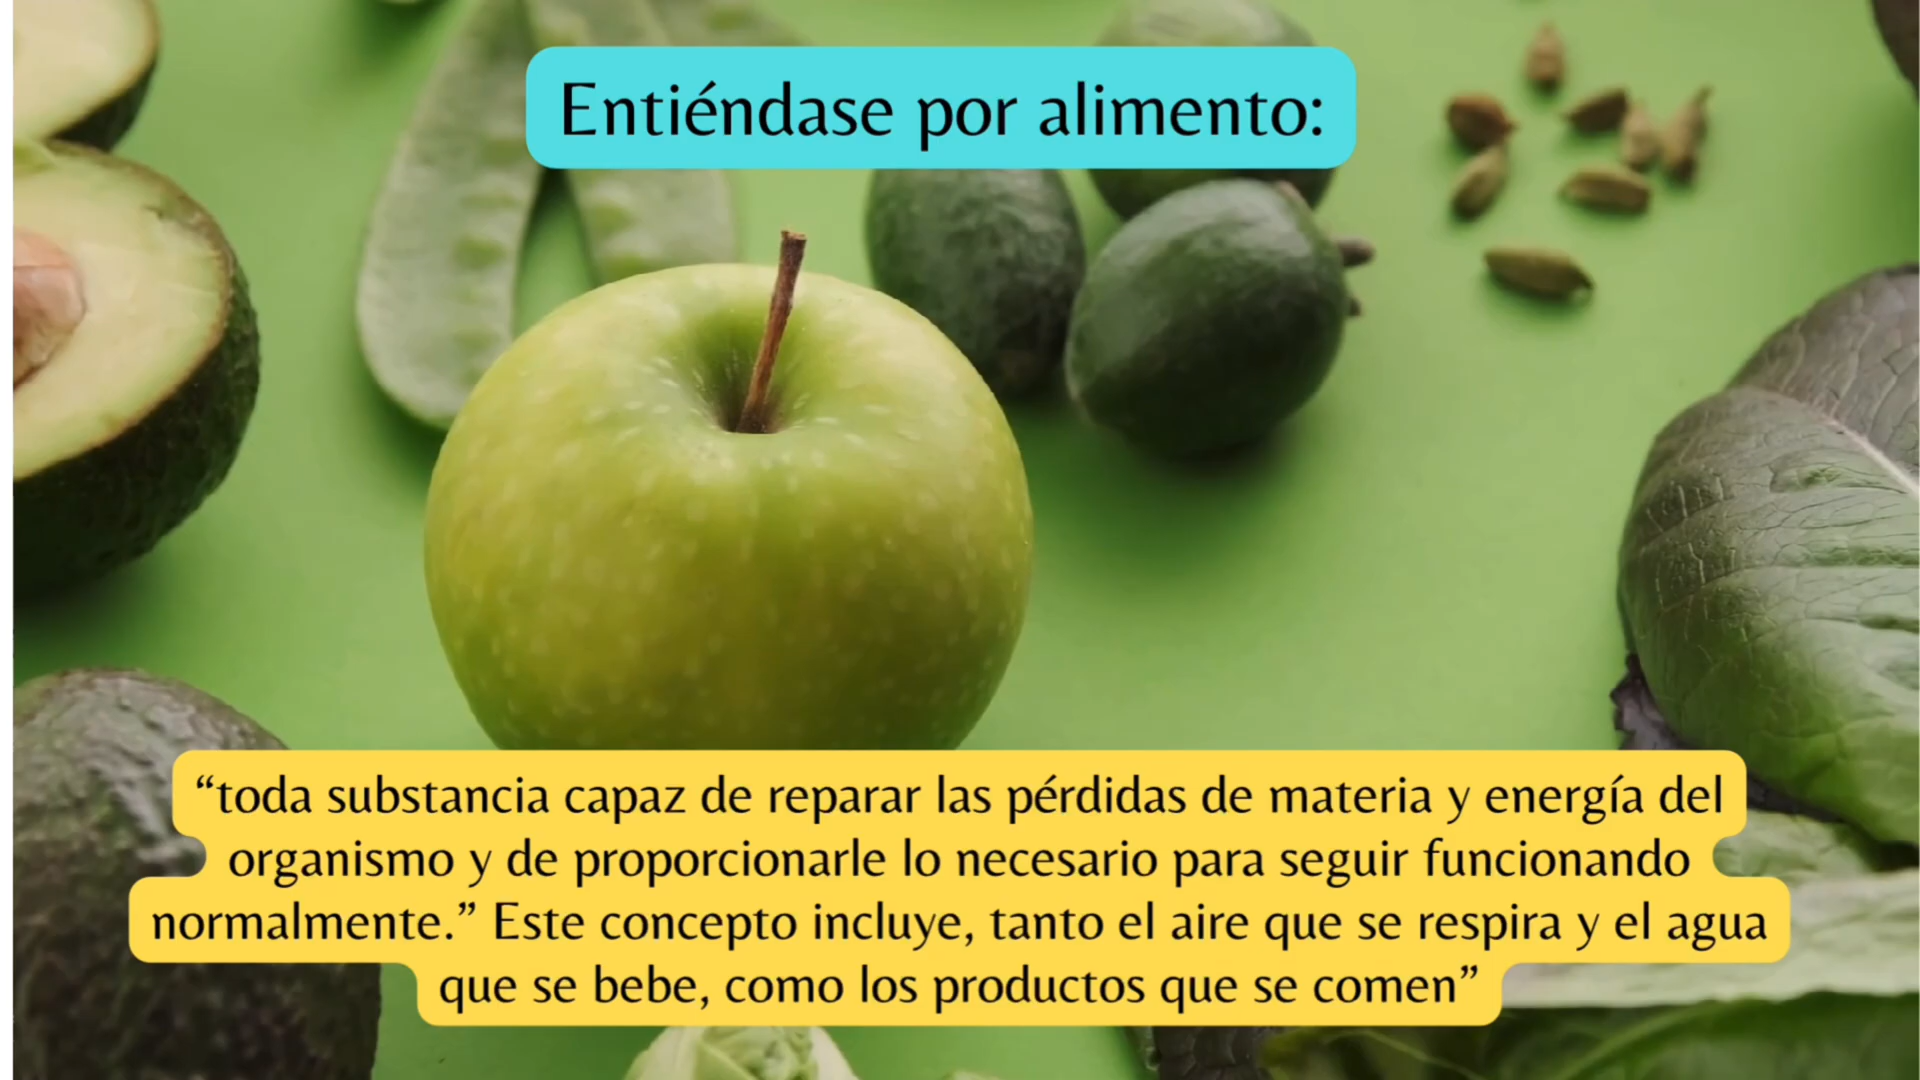 Entiéndase por alimento:
“toda substancia capaz de reparar las pérdidas de materia y energía del
organismo y de proporcionarle lo necesario para seguir funcionando
normalmente.” Este concepto incluye, tanto el aire que se respira y el agua
que se bebe, como los productos que se comen”